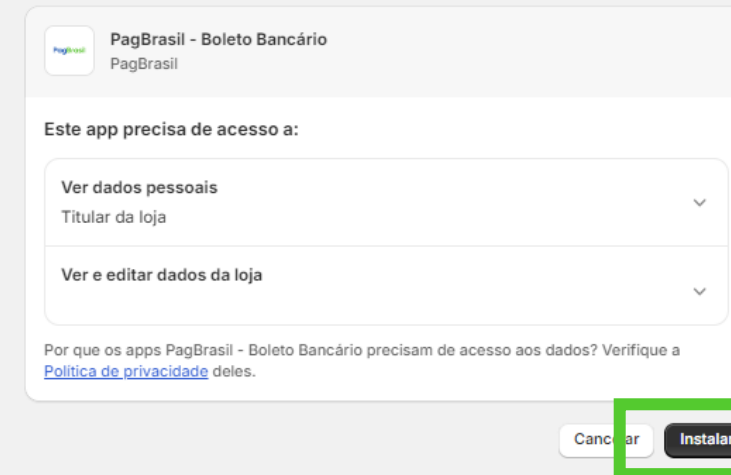 PagBrasil
PagBrasil - Boleto Bancário
PagBrasil
Este app precisa de acesso a:
Ver dados pessoais
Titular da loja
Ver e editar dados da loja
Por que os apps PagBrasil - Boleto Bancário precisam de acesso aos dados? Verifique a
Política de privacidade deles.
Cancelar Instalar